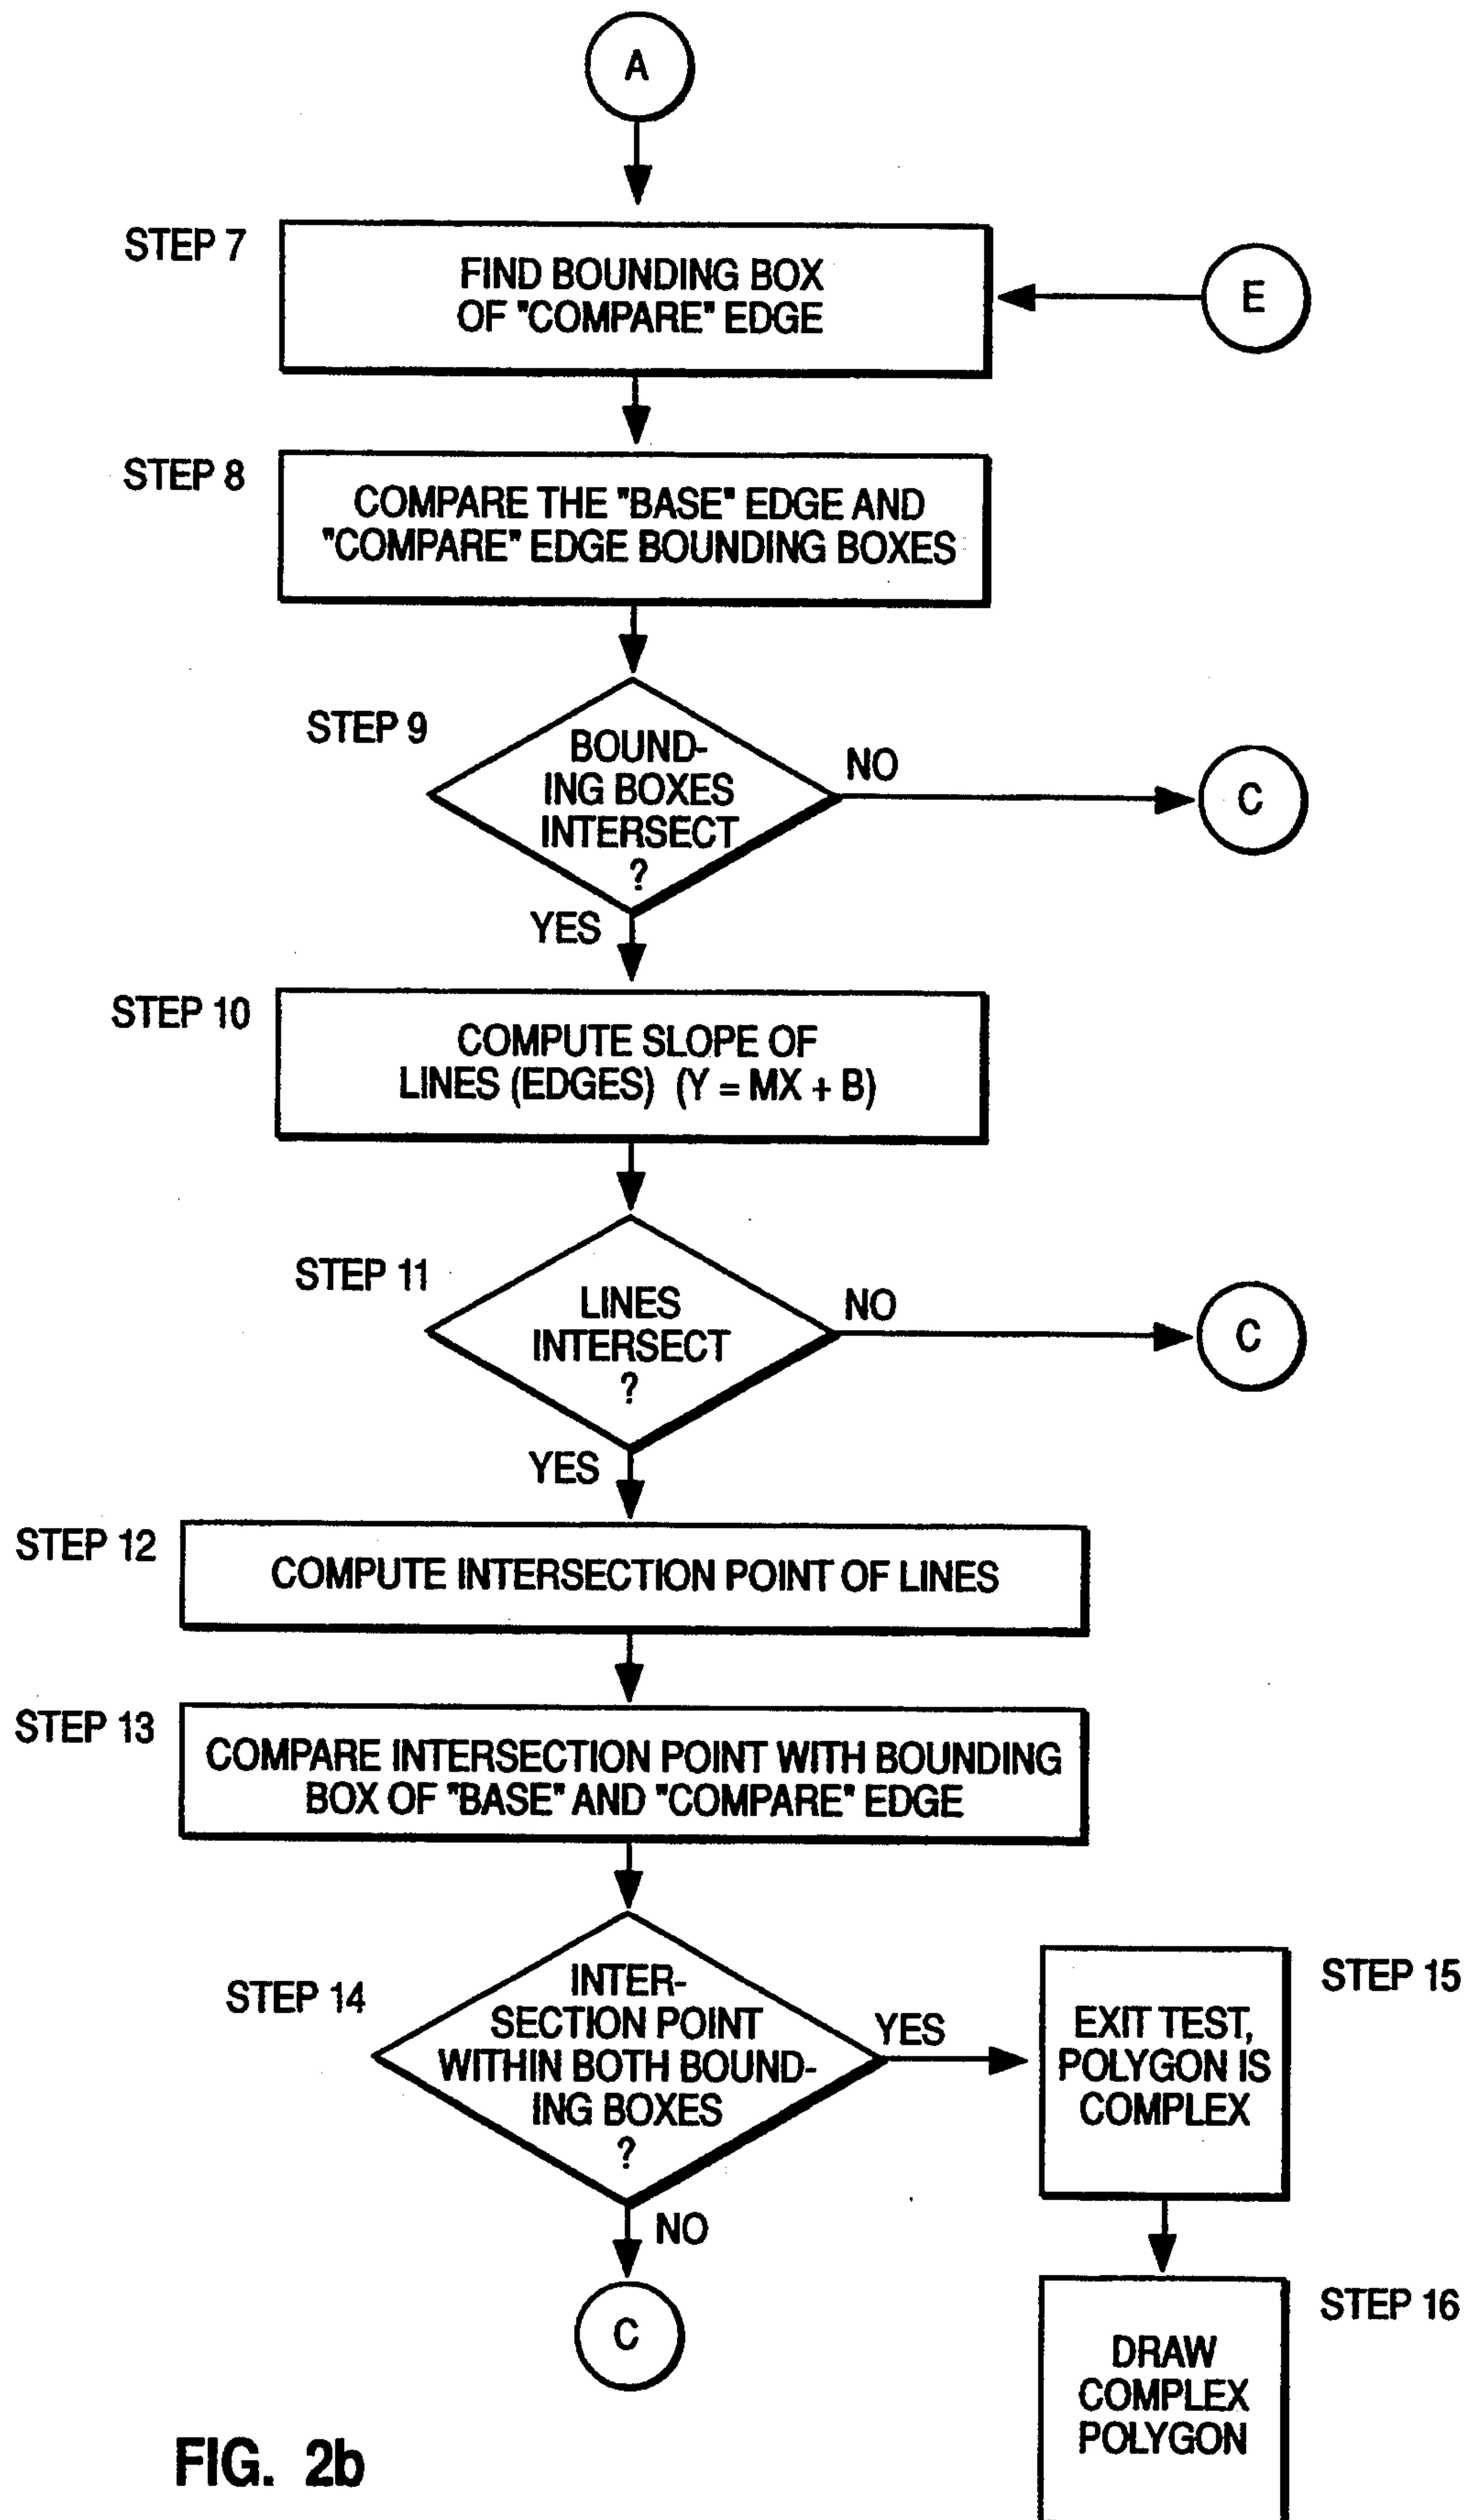 A
STEP 7
FIND BOUNDING BOX
OF "COMPARE" EDGE
E
STEP 8
COMPARE THE "BASE" EDGE AND
"COMPARE" EDGE BOUNDING BOXES
STEP 9
BOUND-
ING BOXES
INTERSECT
?
NO
C
YES
STEP 10
COMPUTE SLOPE OF
LINES (EDGES) (Y = MX + B)
STEP 11
LINES
INTERSECT
?
NO
C
YES
STEP 12
COMPUTE INTERSECTION POINT OF LINES
STEP 13
COMPARE INTERSECTION POINT WITH BOUNDING
BOX OF "BASE" AND "COMPARE" EDGE
STEP 14
INTER-
SECTION POINT
WITHIN BOTH BOUND-
ING BOXES
?
YES
STEP 15
EXIT TEST,
POLYGON IS
COMPLEX
NO
C
STEP 16
DRAW
COMPLEX
POLYGON
FIG. 2b